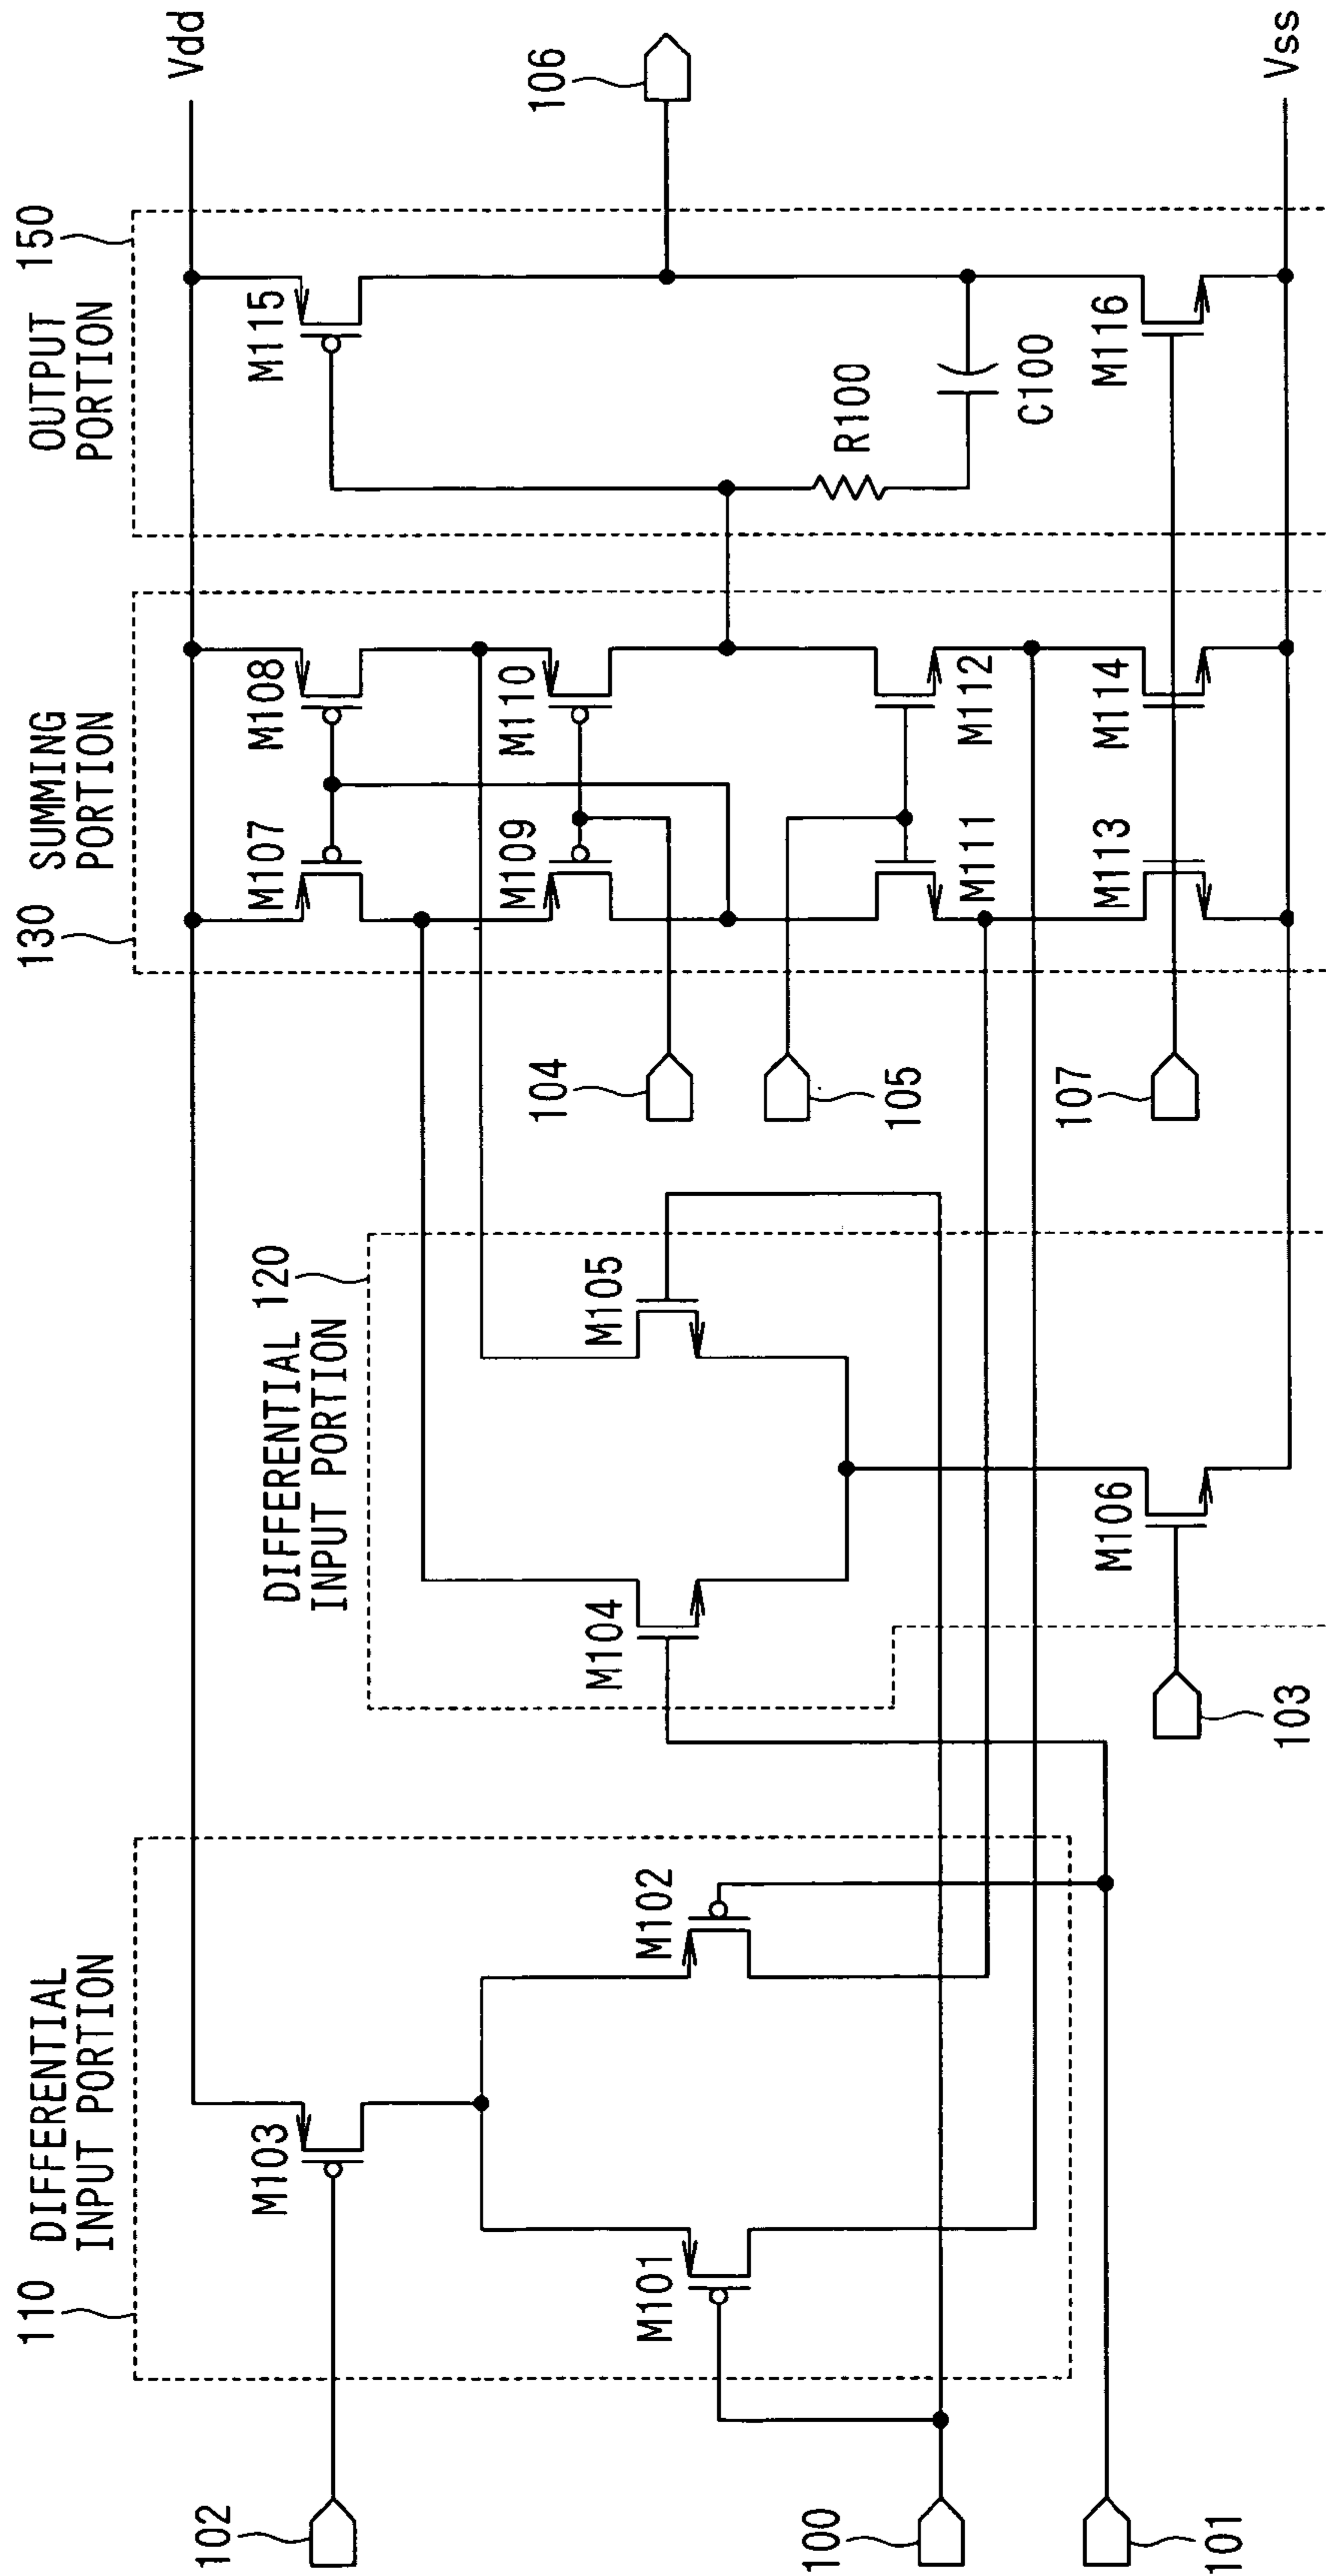 110 DIFFERENTIAL
INPUT PORTION
130 SUMMING
PORTION
OUTPUT 150
PORTION
Vdd
102
M103
M101
M102
DIFFERENTIAL 120
INPUT PORTION
M104
M105
M106
103
100
101
104
105
107
M107
M108
M109
M110
M111
M112
M113
M114
M115
R100
C100
M116
106
Vss